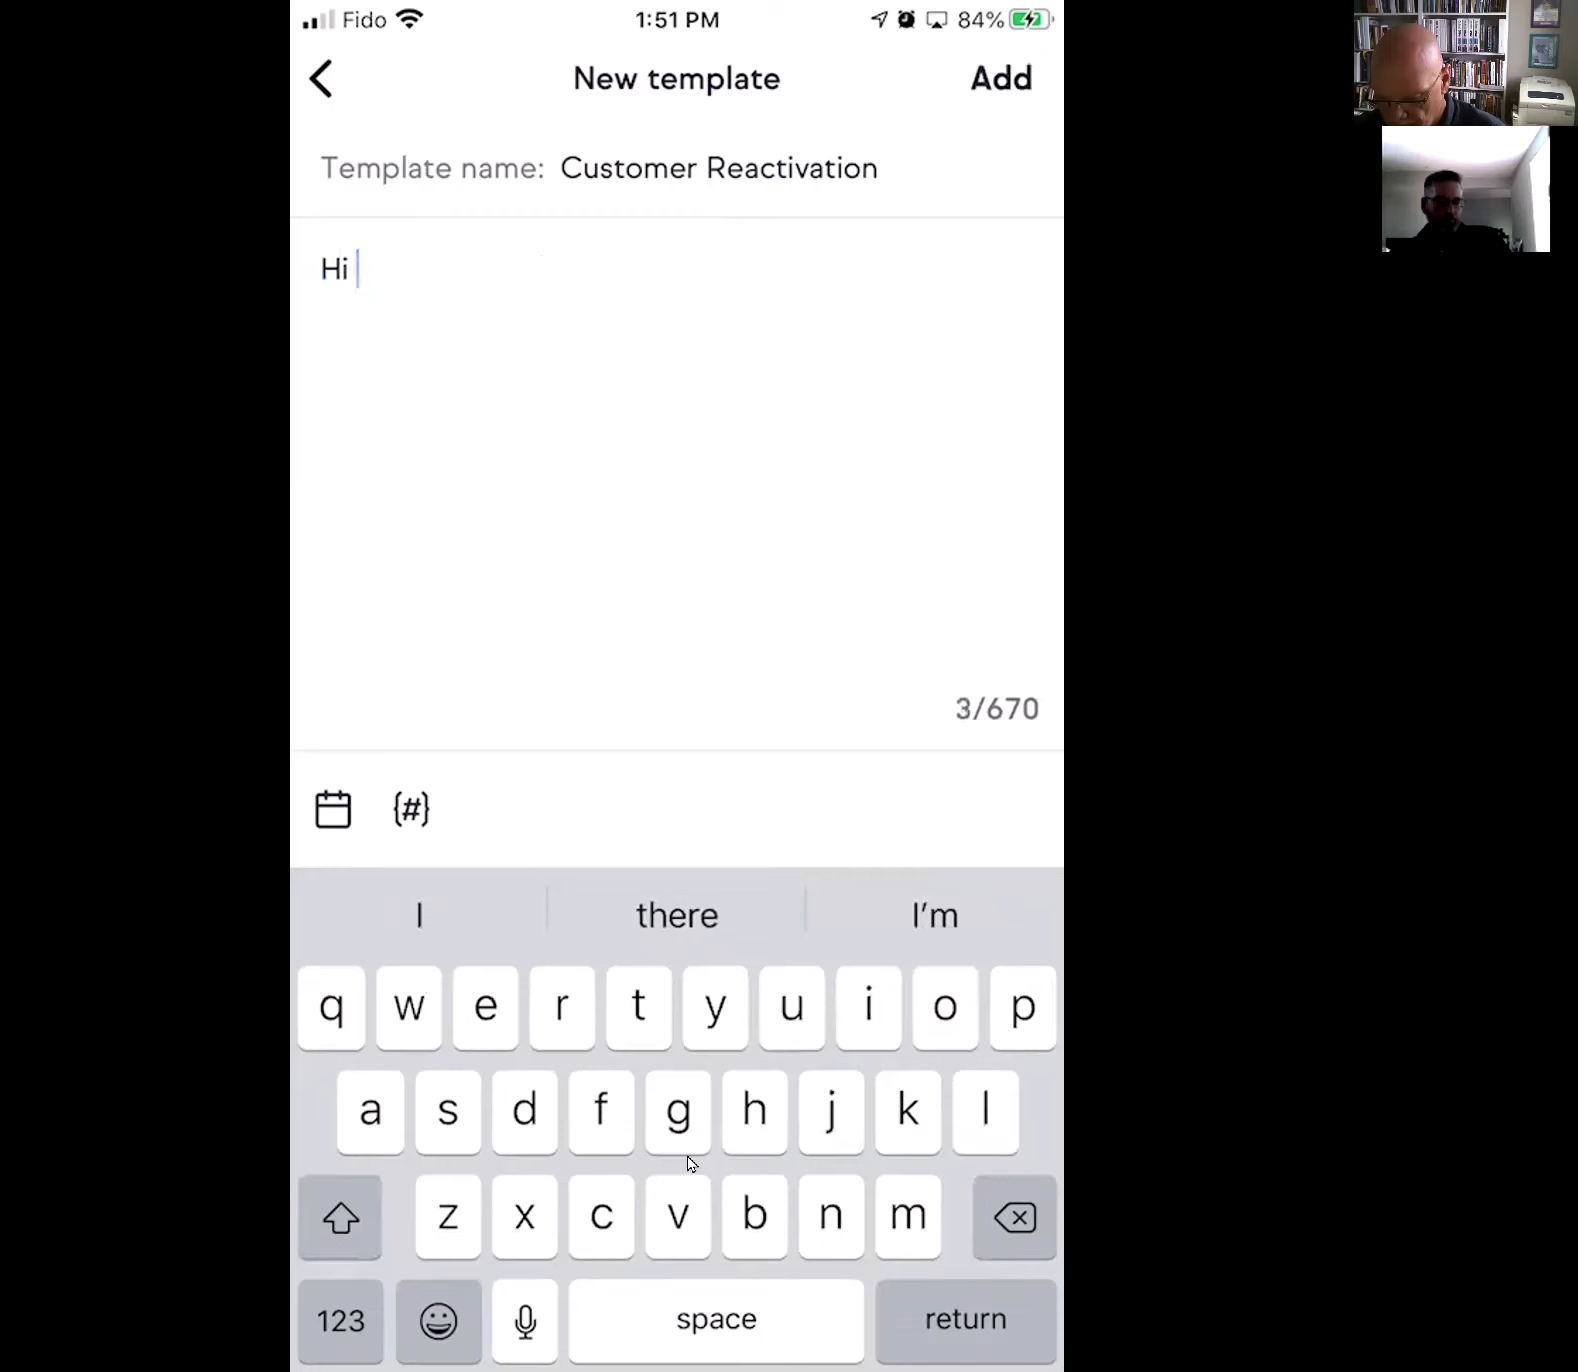 Fido 1:51 PM 84%
New template Add
Template name: Customer Reactivation
Hi
3/670
{#}
I there I'm
q w e r t y u i o p
a s d f g h j k l
z x c v b n m
123 space return